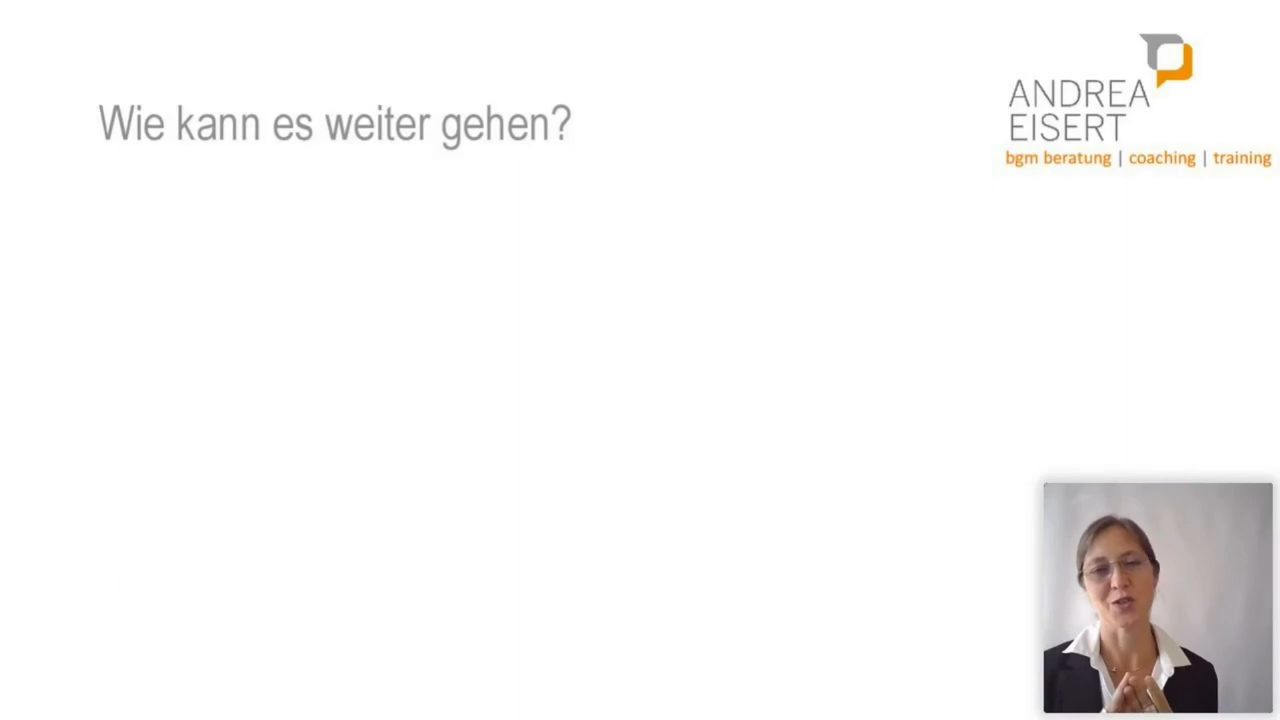 Wie kann es weiter gehen?
ANDREA
EISERT
bgm beratung | coaching | training